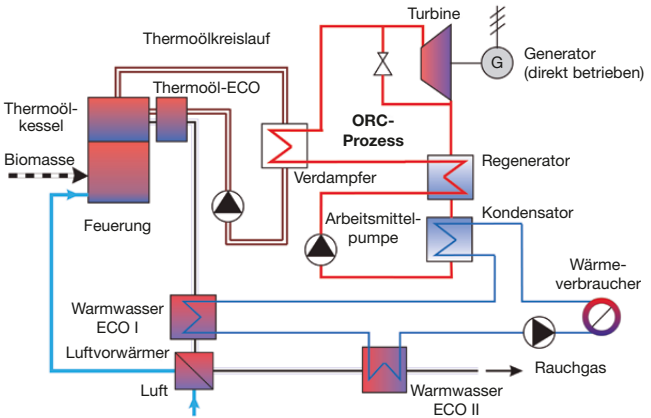 Turbine
Thermoölkreislauf
Generator
(direkt betrieben)
G
Thermoöl-ECO
Thermoöl-
kessel
ORC-
Prozess
Biomasse
Verdampfer
Regenerator
Feuerung
Arbeitsmittel-
pumpe
Kondensator
Wärme-
verbraucher
Warmwasser
ECO I
Luftvorwärmer
Luft
Rauchgas
Warmwasser
ECO II